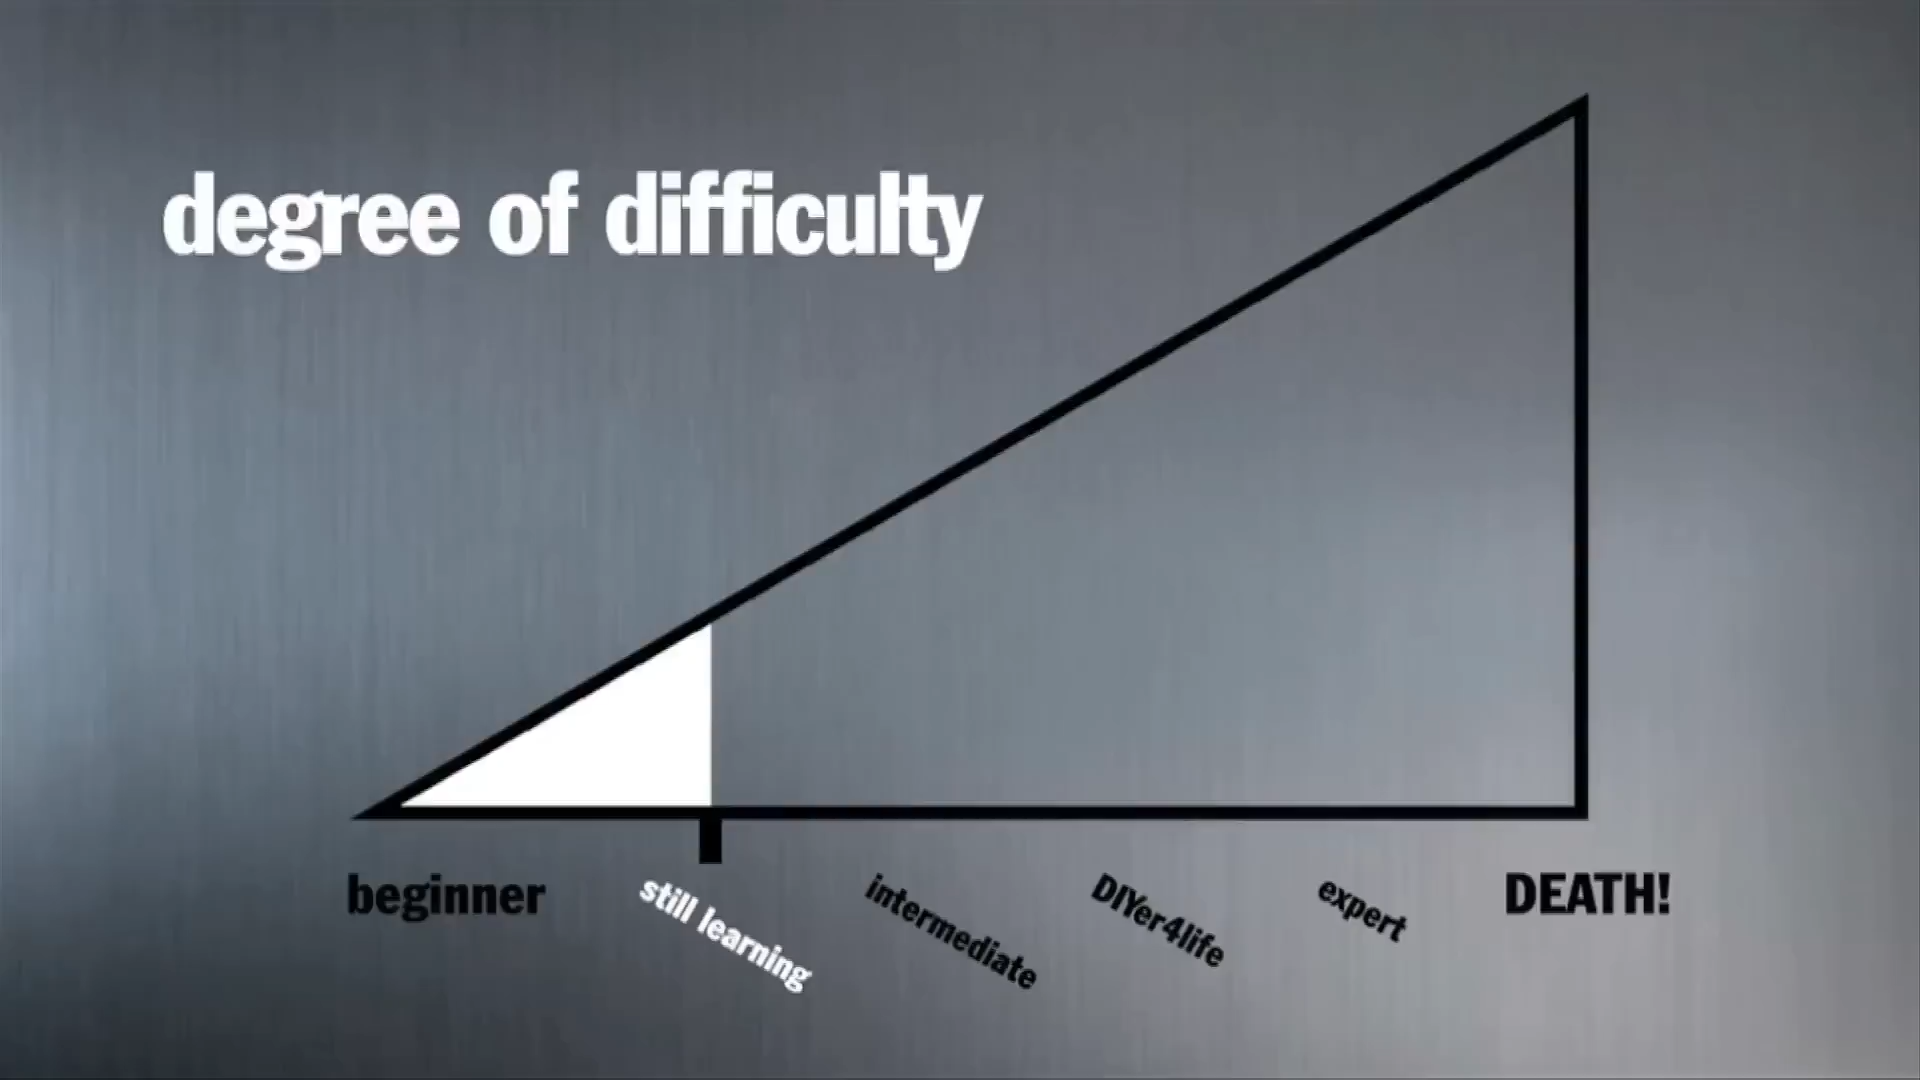 degree of difficulty
beginner
still learning
intermediate
DIYer4life
expert
DEATH!